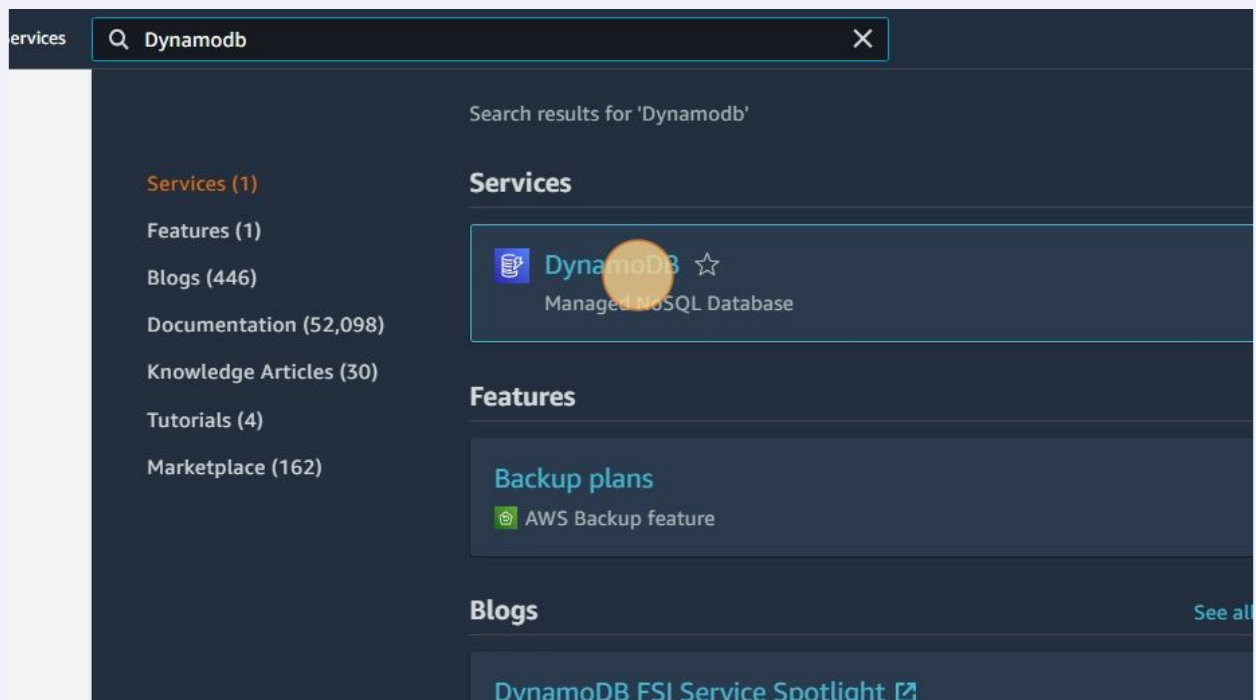 Dynamodb
Search results for 'Dynamodb'
Services (1)
Features (1)
Blogs (446)
Documentation (52,098)
Knowledge Articles (30)
Tutorials (4)
Marketplace (162)
Services
DynamoDB
Managed NoSQL Database
Features
Backup plans
AWS Backup feature
Blogs
See all
DynamoDB FSI Service Spotlight